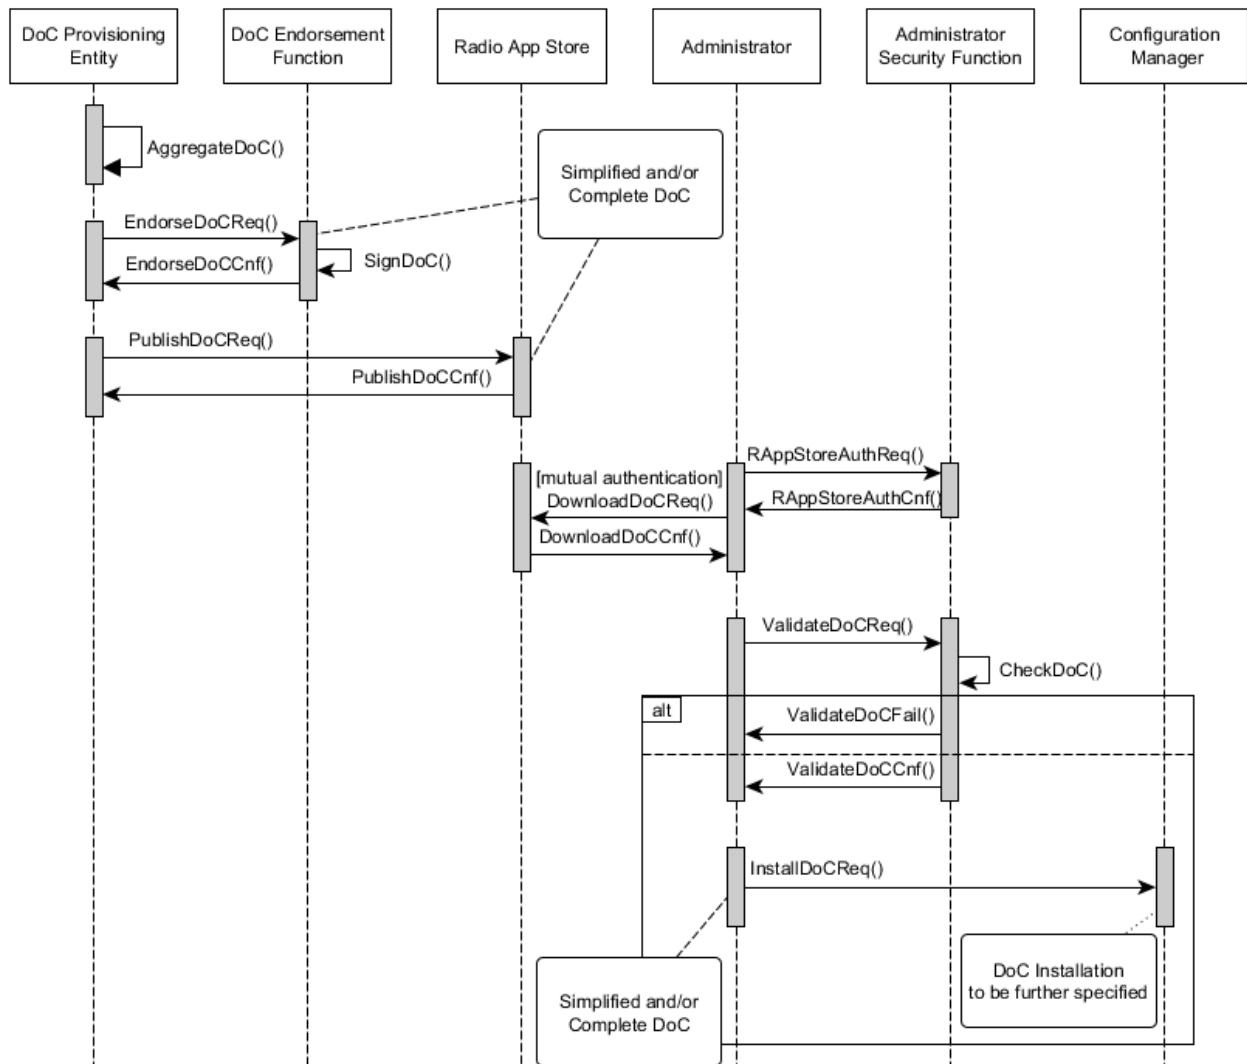 DoC Provisioning
Entity
DoC Endorsement
Function
Radio App Store
Administrator
Administrator
Security Function
Configuration
Manager
AggregateDoC()
Simplified and/or
Complete DoC
EndorseDoCReq()
SignDoC()
EndorseDoCCnf()
PublishDoCReq()
PublishDoCCnf()
RAppStoreAuthReq()
[mutual authentication]
RAppStoreAuthCnf()
DownloadDoCReq()
DownloadDoCCnf()
ValidateDoCReq()
CheckDoC()
alt
ValidateDoCFail()
ValidateDoCCnf()
InstallDoCReq()
DoC Installation
to be further specified
Simplified and/or
Complete DoC